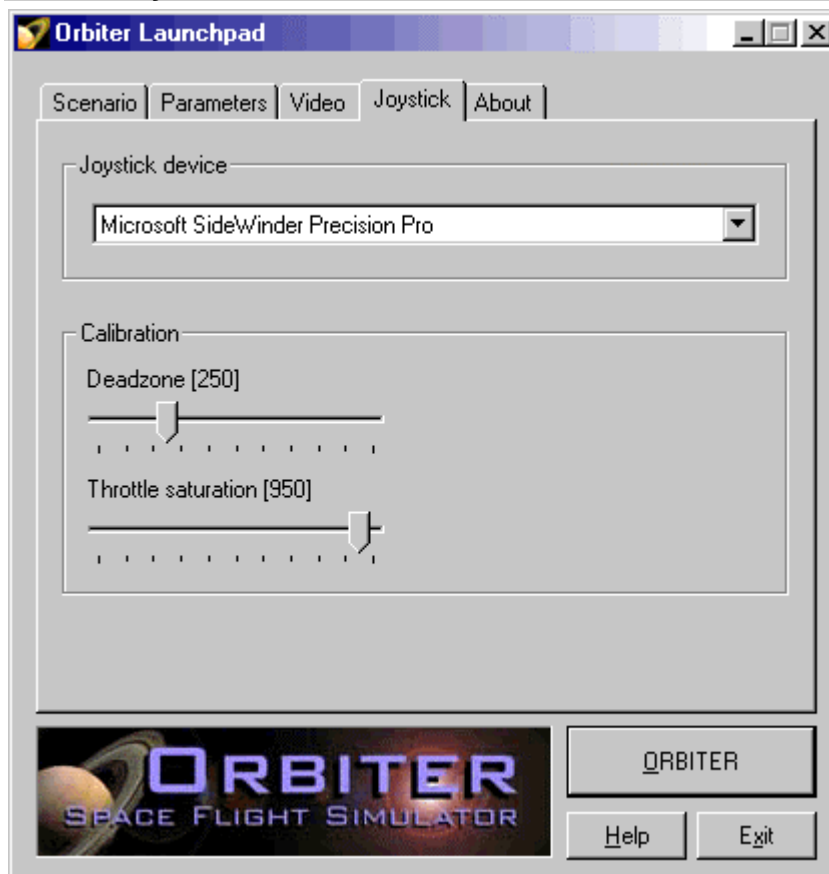 Orbiter Launchpad
Scenario Parameters Video Joystick About
Joystick device
Microsoft SideWinder Precision Pro
Calibration
Deadzone [250]
Throttle saturation [950]
ORBITER
SPACE FLIGHT SIMULATOR
ORBITER
Help Exit